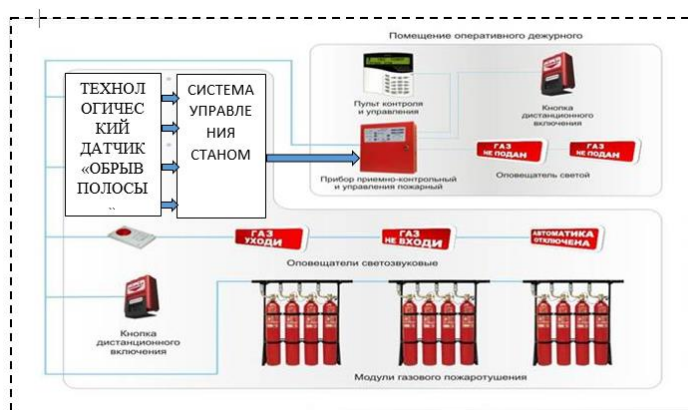 Помещение оперативного дежурного
ТЕХНОЛ
ОГИЧЕС
КИЙ
ДАТЧИК
«ОБРЫВ
ПОЛОСЫ
»
СИСТЕМА
УПРАВЛЕ
НИЯ
СТАНОМ
Пульт контроля
и управления
Кнопка
дистанционного
включения
Прибор приемно-контрольный
и управления пожарный
ГАЗ
НЕ ПОДАН
ГАЗ
НЕ ПОДАН
Оповещатель светой
ГАЗ
УХОДИ
ГАЗ
НЕ ВХОДИ
АВТОМАТИКА
ОТКЛЮЧЕНА
Оповещатели светозвуковые
Кнопка
дистанционного
включения
Модули газового пожаротушения